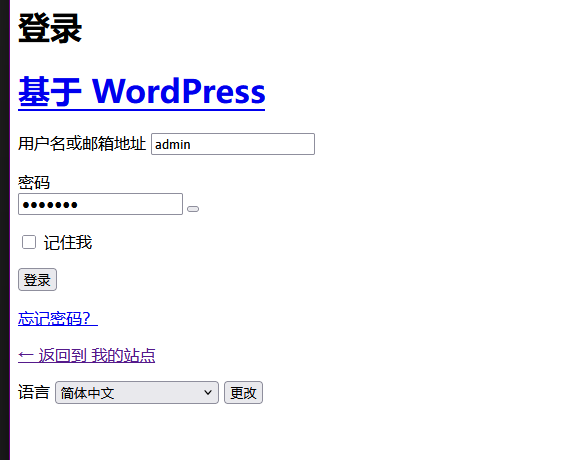 登录
基于 WordPress
用户名或邮箱地址 admin
密码
•••••••
记住我
登录
忘记密码？
← 返回到 我的站点
语言 简体中文 更改